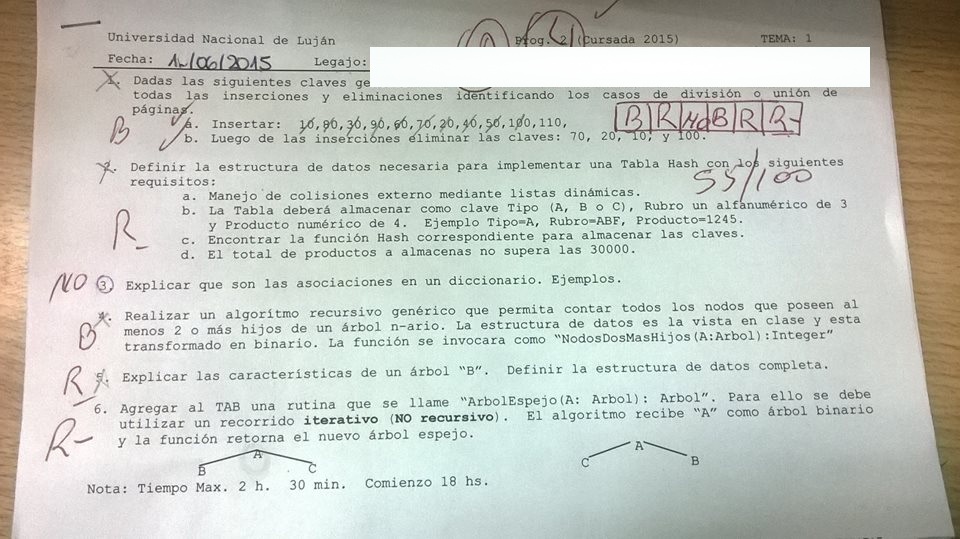 Universidad Nacional de Luján Prog. 2 (Cursada 2015) TEMA: 1
Fecha: /06/2015 Legajo:
1. Dadas las siguientes claves
todas las inserciones y eliminaciones identificando los casos de división o unión de
páginas.
B R NO B R R-
B
a. Insertar: 10, 80, 30, 90, 60, 70, 20, 40, 50, 100, 110,
b. Luego de las inserciones eliminar las claves: 70, 20, 10, y 100.
2. Definir la estructura de datos necesaria para implementar una Tabla Hash con los siguientes
requisitos:
55/100
a. Manejo de colisiones externo mediante listas dinámicas.
b. La Tabla deberá almacenar como clave Tipo (A, B o C), Rubro un alfanumérico de 3
y Producto numérico de 4. Ejemplo Tipo=A, Rubro=ABF, Producto=1245.
R-
c. Encontrar la función Hash correspondiente para almacenar las claves.
d. El total de productos a almacenas no supera las 30000.
NO 3. Explicar que son las asociaciones en un diccionario. Ejemplos.
4. Realizar un algorítmo recursivo genérico que permita contar todos los nodos que poseen al
B menos 2 o más hijos de un árbol n-ario. La estructura de datos es la vista en clase y esta
transformado en binario. La función se invocara como "NodosDosMasHijos(A:Arbol):Integer"
R 5. Explicar las características de un árbol "B". Definir la estructura de datos completa.
6. Agregar al TAB una rutina que se llame "ArbolEspejo(A: Arbol): Arbol". Para ello se debe
R- utilizar un recorrido iterativo (NO recursivo). El algoritmo recibe "A" como árbol binario
y la función retorna el nuevo árbol espejo.
A A
B C C B
Nota: Tiempo Max. 2 h. 30 min. Comienzo 18 hs.